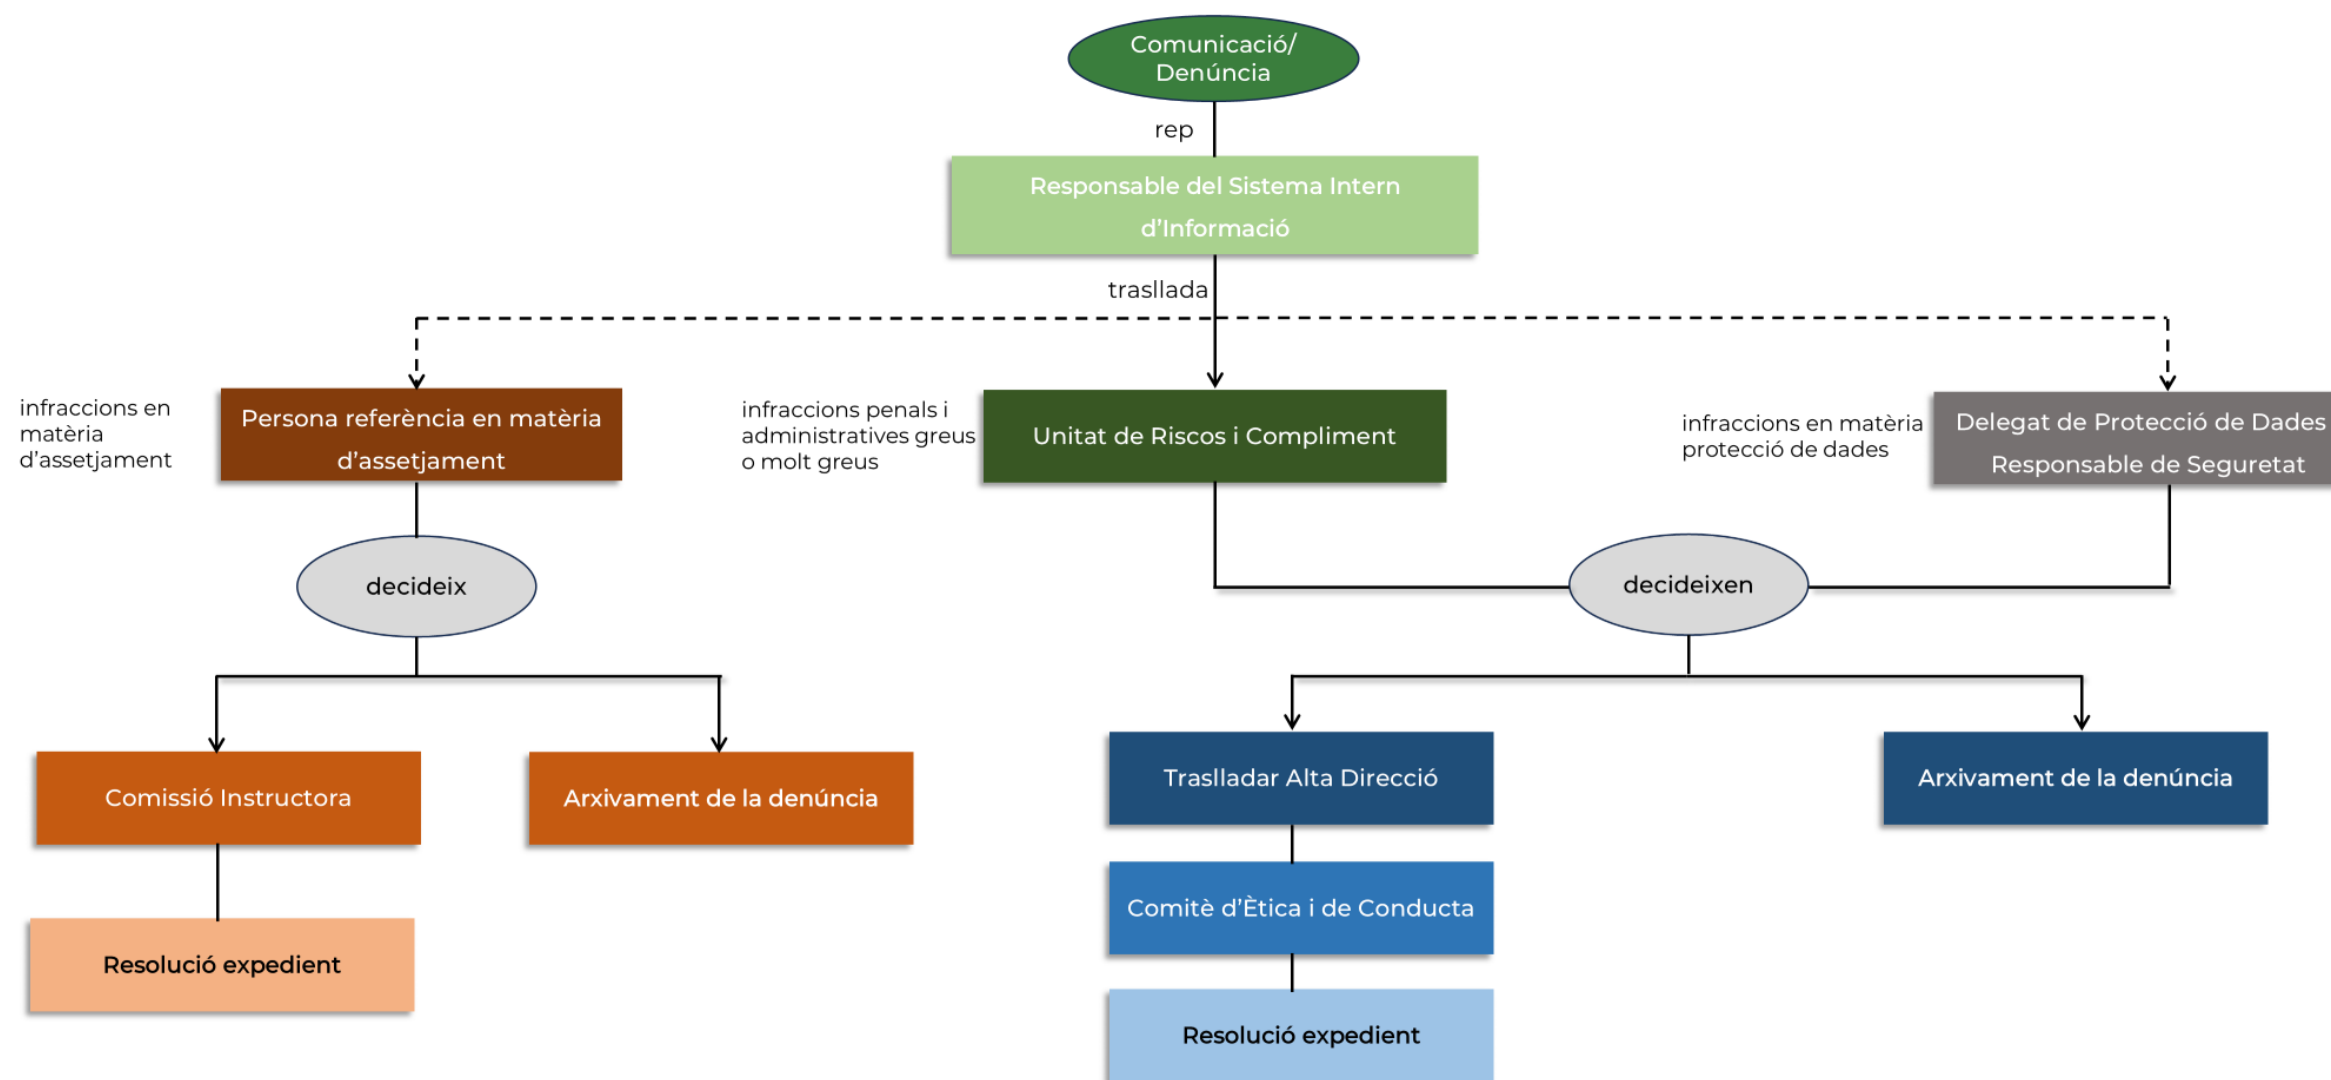 Comunicació/
Denúncia
rep
Responsable del Sistema Intern
d’Informació
trasllada
infraccions en
matèria
d’assetjament
Persona referència en matèria
d’assetjament
infraccions penals i
administratives greus
o molt greus
Unitat de Riscos i Compliment
infraccions en matèria
protecció de dades
Delegat de Protecció de Dades
Responsable de Seguretat
decideix
decideixen
Comissió Instructora
Arxivament de la denúncia
Traslladar Alta Direcció
Arxivament de la denúncia
Comitè d’Ètica i de Conducta
Resolució expedient
Resolució expedient